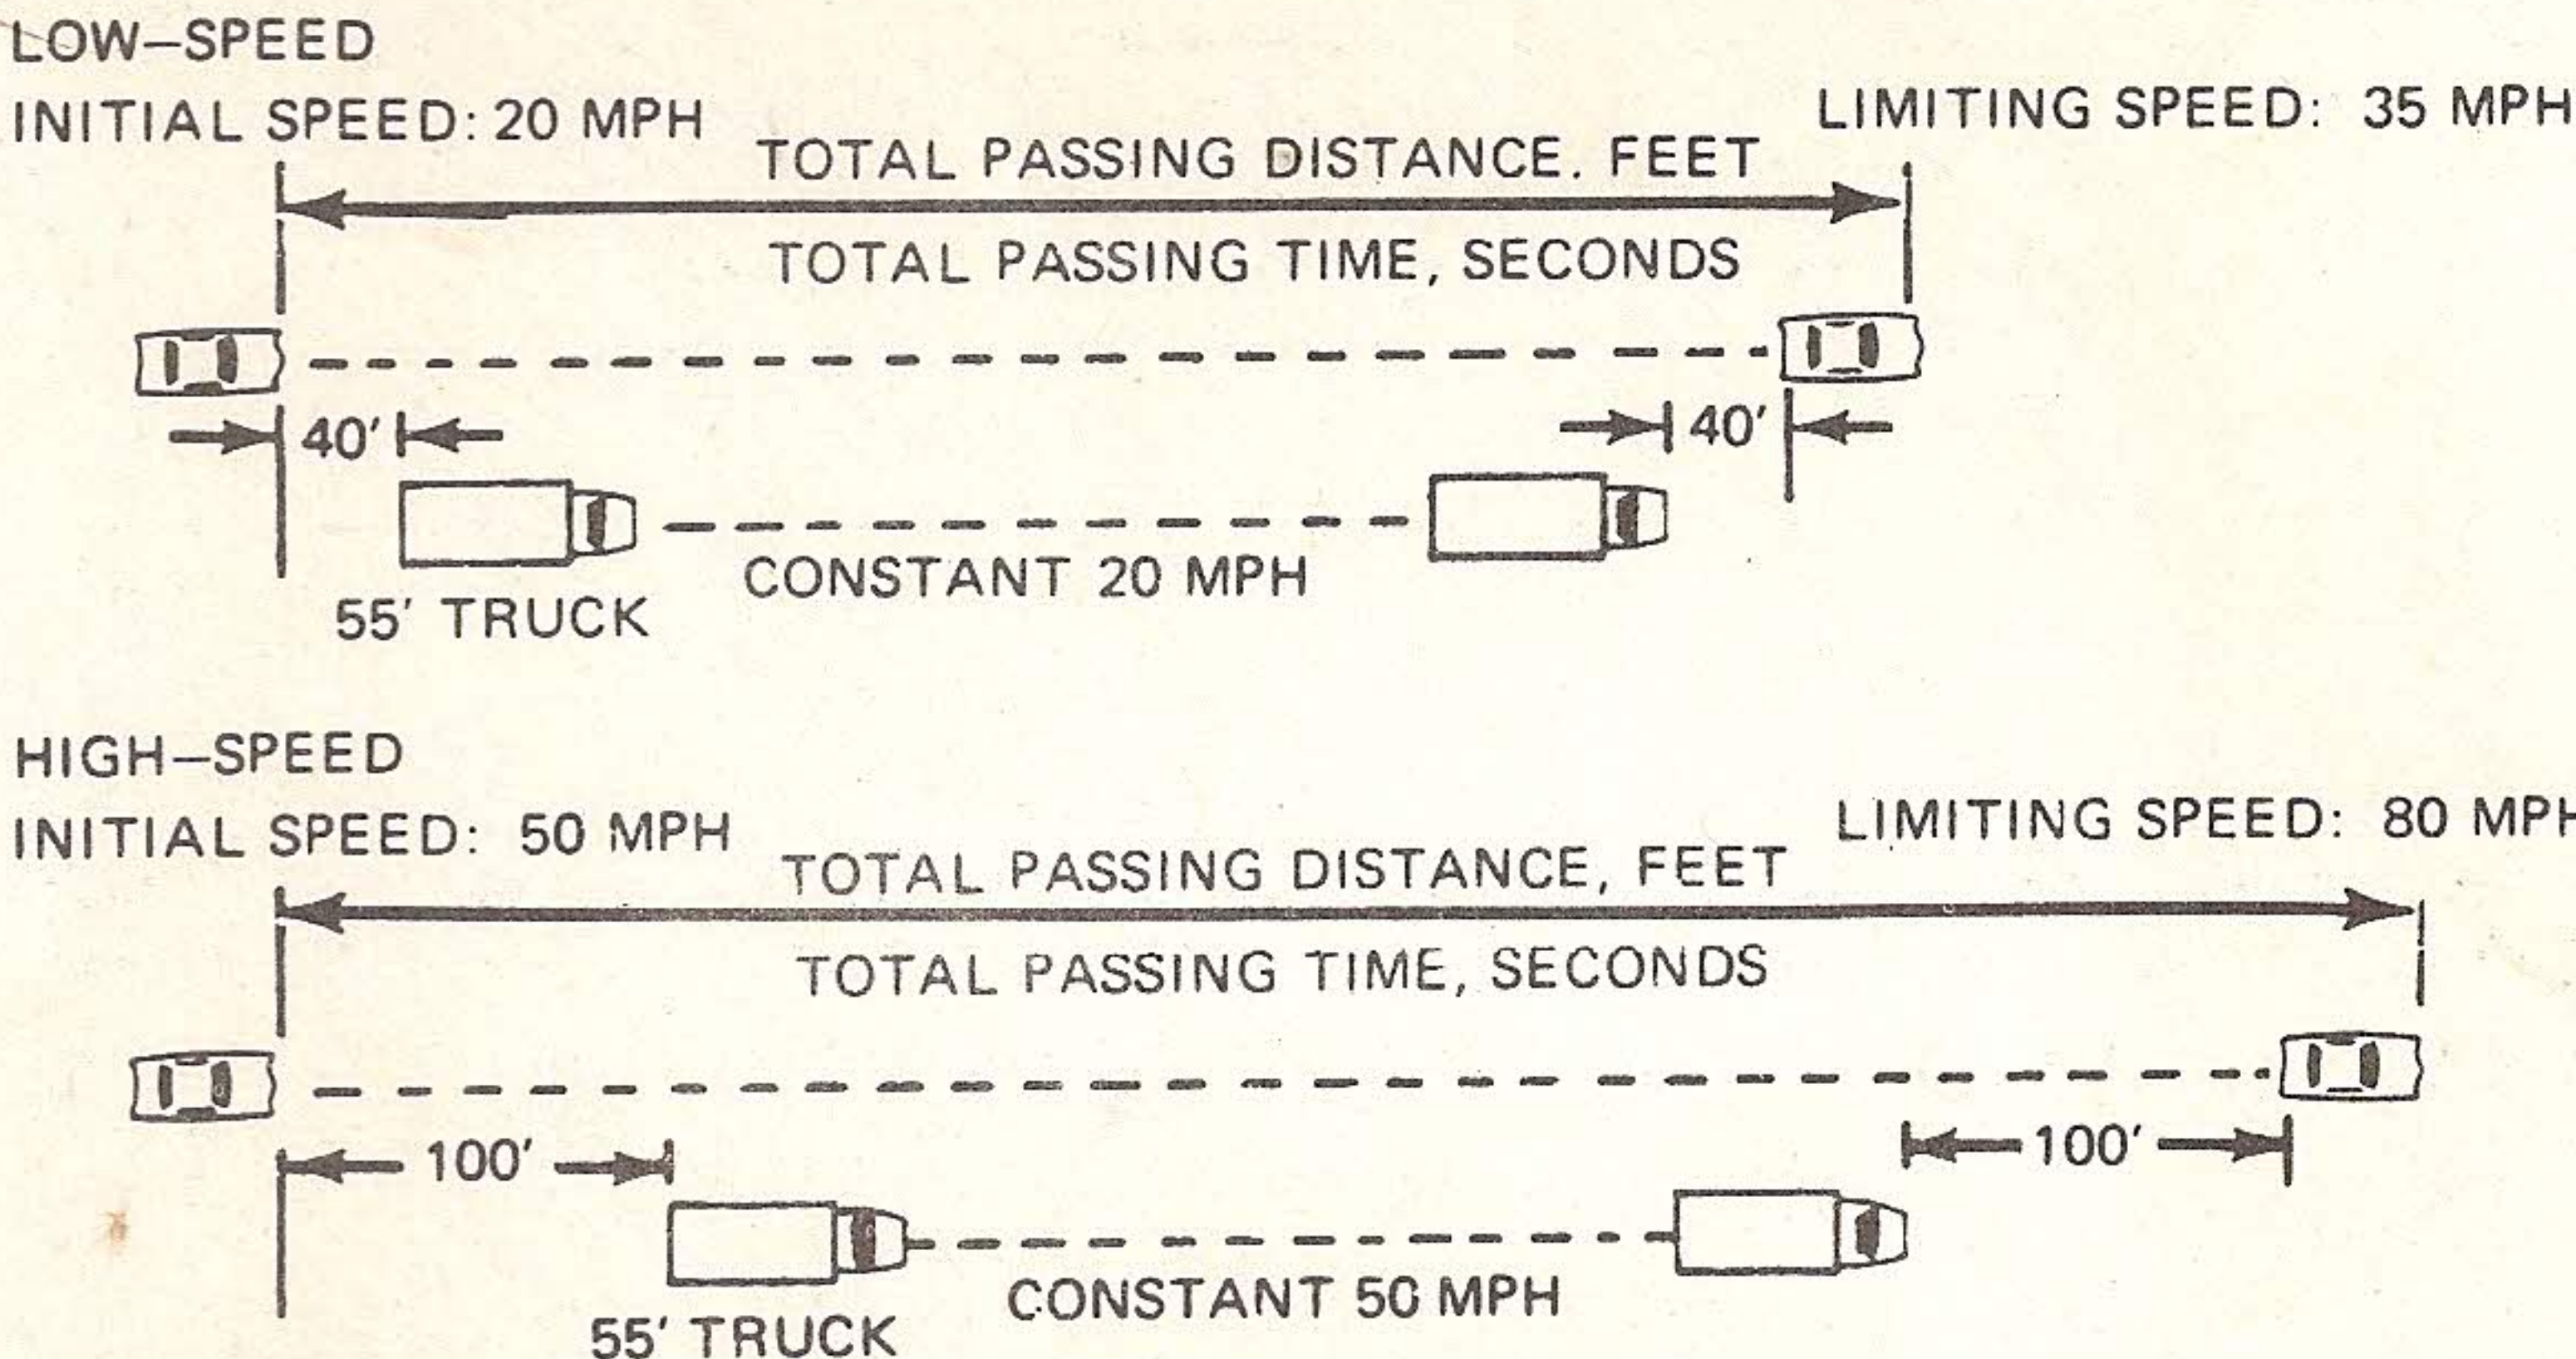 LOW–SPEED
INITIAL SPEED: 20 MPH
LIMITING SPEED: 35 MPH
TOTAL PASSING DISTANCE. FEET
TOTAL PASSING TIME, SECONDS
40'
40'
CONSTANT 20 MPH
55' TRUCK
HIGH–SPEED
INITIAL SPEED: 50 MPH
LIMITING SPEED: 80 MPH
TOTAL PASSING DISTANCE, FEET
TOTAL PASSING TIME, SECONDS
100'
100'
CONSTANT 50 MPH
55' TRUCK